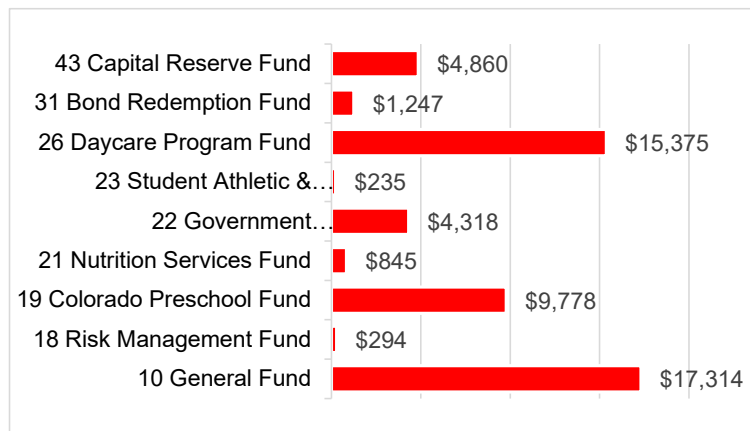 43 Capital Reserve Fund $4,860
31 Bond Redemption Fund $1,247
26 Daycare Program Fund $15,375
23 Student Athletic &… $235
22 Government… $4,318
21 Nutrition Services Fund $845
19 Colorado Preschool Fund $9,778
18 Risk Management Fund $294
10 General Fund $17,314